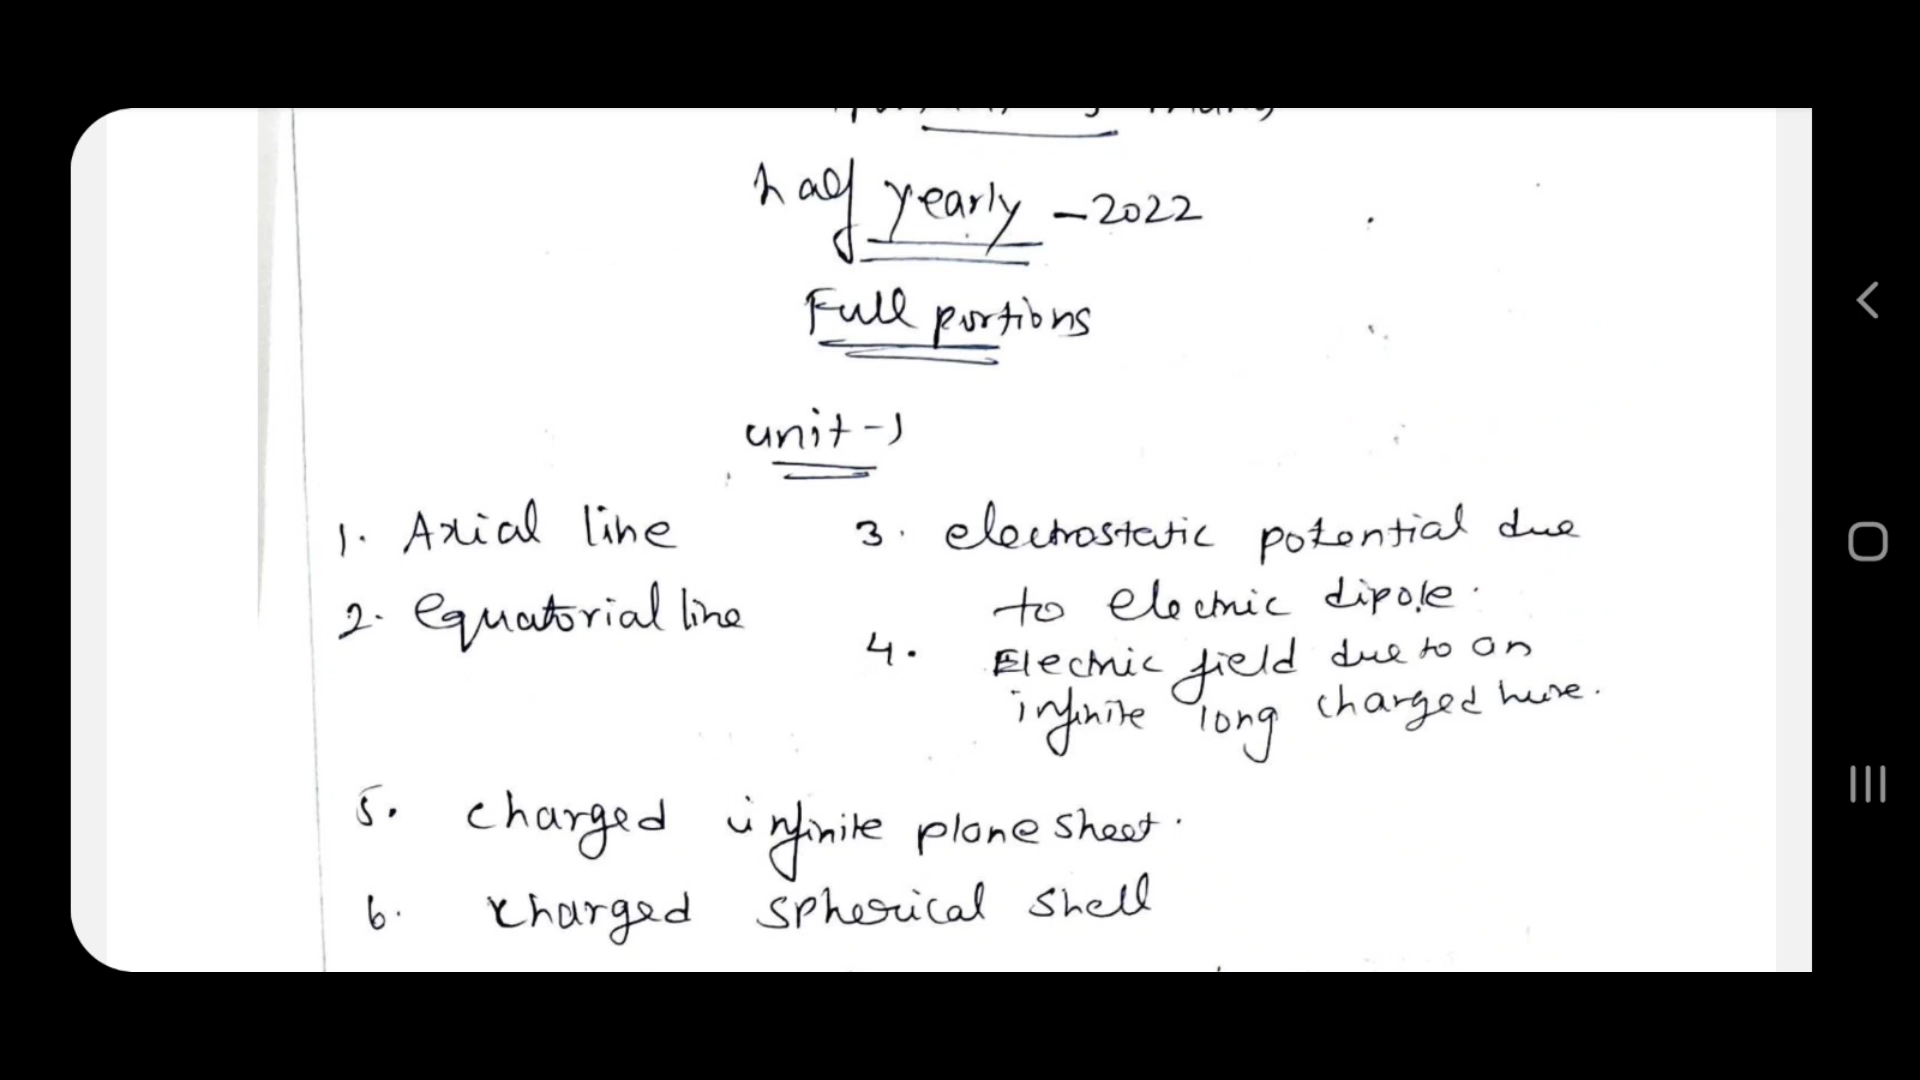 half yearly - 2022
Full portions
unit-1
1. Axial line
2. equatorial line
3. electrostatic potential due
to electric dipole.
4. Electric field due to an
infinite long charged
5. charged infinite plane sheet.
6. charged spherical shell